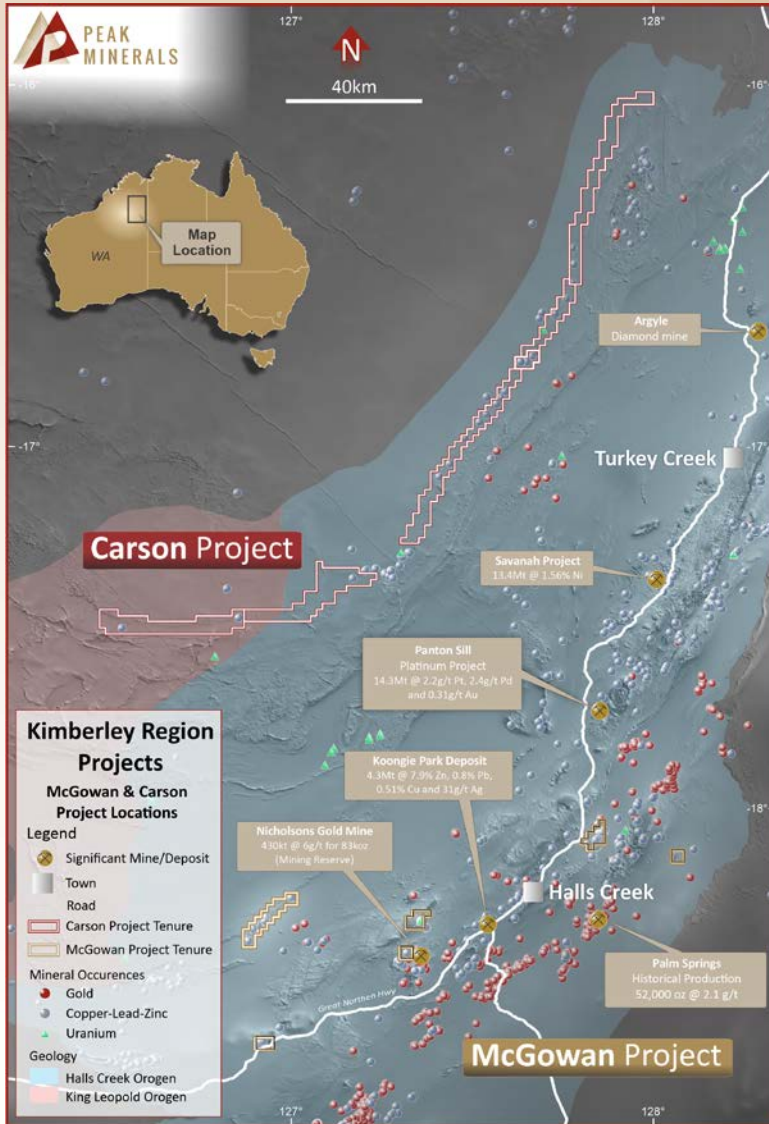 PEAK
MINERALS
127°
128°
N
40km
-16°
-16°
WA
Map
Location
Argyle
Diamond mine
-17°
-17°
Turkey Creek
Carson Project
Savanah Project
13.4Mt @ 1.56% Ni
Panton Sill
Platinum Project
14.3Mt @ 2.2g/t Pt, 2.4g/t Pd
and 0.31g/t Au
Koongie Park Deposit
4.3Mt @ 7.9% Zn, 0.8% Pb,
0.51% Cu and 31g/t Ag
-18°
Nicholsons Gold Mine
430kt @ 6g/t for 83koz
(Mining Reserve)
Halls Creek
Palm Springs
Historical Production
52,000 oz @ 2.1 g/t
Great Northen Hwy
McGowan Project
Kimberley Region
Projects
McGowan & Carson
Project Locations
Legend
Significant Mine/Deposit
Town
Road
Carson Project Tenure
McGowan Project Tenure
Mineral Occurences
Gold
Copper-Lead-Zinc
Uranium
Geology
Halls Creek Orogen
King Leopold Orogen
127°
128°